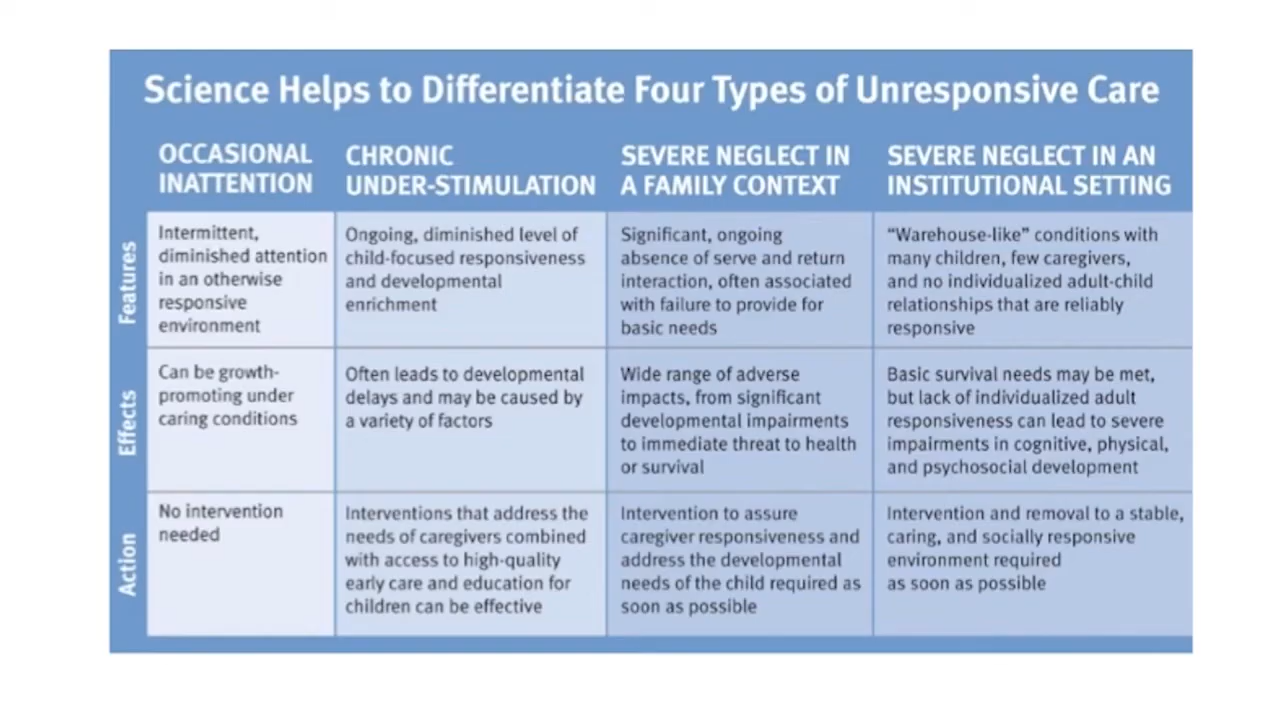 Science Helps to Differentiate Four Types of Unresponsive Care
OCCASIONAL
INATTENTION
CHRONIC
UNDER-STIMULATION
SEVERE NEGLECT IN
A FAMILY CONTEXT
SEVERE NEGLECT IN AN
INSTITUTIONAL SETTING
Features
Intermittent,
diminished attention
in an otherwise
responsive
environment
Ongoing, diminished level of
child-focused responsiveness
and developmental
enrichment
Significant, ongoing
absence of serve and return
interaction, often associated
with failure to provide for
basic needs
“Warehouse-like” conditions with
many children, few caregivers,
and no individualized adult-child
relationships that are reliably
responsive
Effects
Can be growth-
promoting under
caring conditions
Often leads to developmental
delays and may be caused by
a variety of factors
Wide range of adverse
impacts, from significant
developmental impairments
to immediate threat to health
or survival
Basic survival needs may be met,
but lack of individualized adult
responsiveness can lead to severe
impairments in cognitive, physical,
and psychosocial development
Action
No intervention
needed
Interventions that address the
needs of caregivers combined
with access to high-quality
early care and education for
children can be effective
Intervention to assure
caregiver responsiveness and
address the developmental
needs of the child required as
soon as possible
Intervention and removal to a stable,
caring, and socially responsive
environment required
as soon as possible